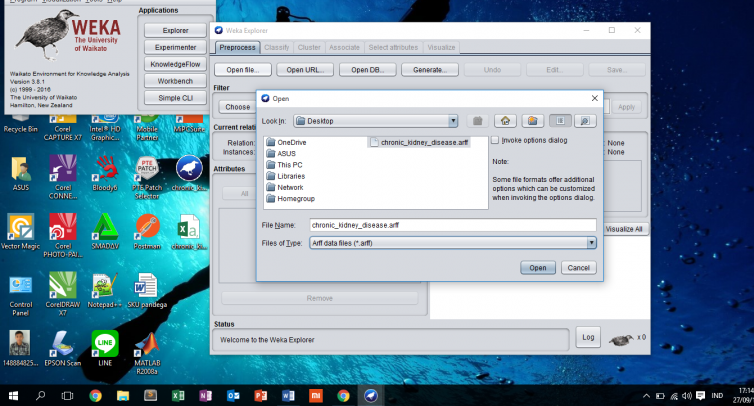 Program Visualization Tools Help
WEKA
The University
of Waikato
Waikato Environment for Knowledge Analysis
Version 3.8.1
(c) 1999 - 2016
The University of Waikato
Hamilton, New Zealand
Applications
Explorer
Experimenter
KnowledgeFlow
Workbench
Simple CLI
Weka Explorer
Preprocess Classify Cluster Associate Select attributes Visualize
Open file... Open URL... Open DB... Generate... Undo Edit... Save...
Filter
Choose
Apply
Current relation
Relation:
Instances:
None
None
Attributes
All
Visualize All
Remove
Status
Welcome to the Weka Explorer
Log
x 0
Open
Look In: Desktop
OneDrive
ASUS
This PC
Libraries
Network
Homegroup
chronic_kidney_disease.arff
Invoke options dialog
Note:
Some file formats offer additional
options which can be customized
when invoking the options dialog.
File Name: chronic_kidney_disease.arff
Files of Type: Arff data files (*.arff)
Open Cancel
Recycle Bin
Corel
CAPTURE X7
Intel® HD
Graphic...
Mobile
Partner
MiPCSuite
ASUS
Corel
CONNE...
Bloody6
PTE Patch
Selector
chronic_ki...
Vector Magic
Corel
PHOTO-PAI...
SMADAV
Postman
chronic_ki...
Control
Panel
CorelDRAW
X7
Notepad++
SKU pandega
148884825...
EPSON Scan
LINE
MATLAB
R2008a
IND
17:14
27/09/